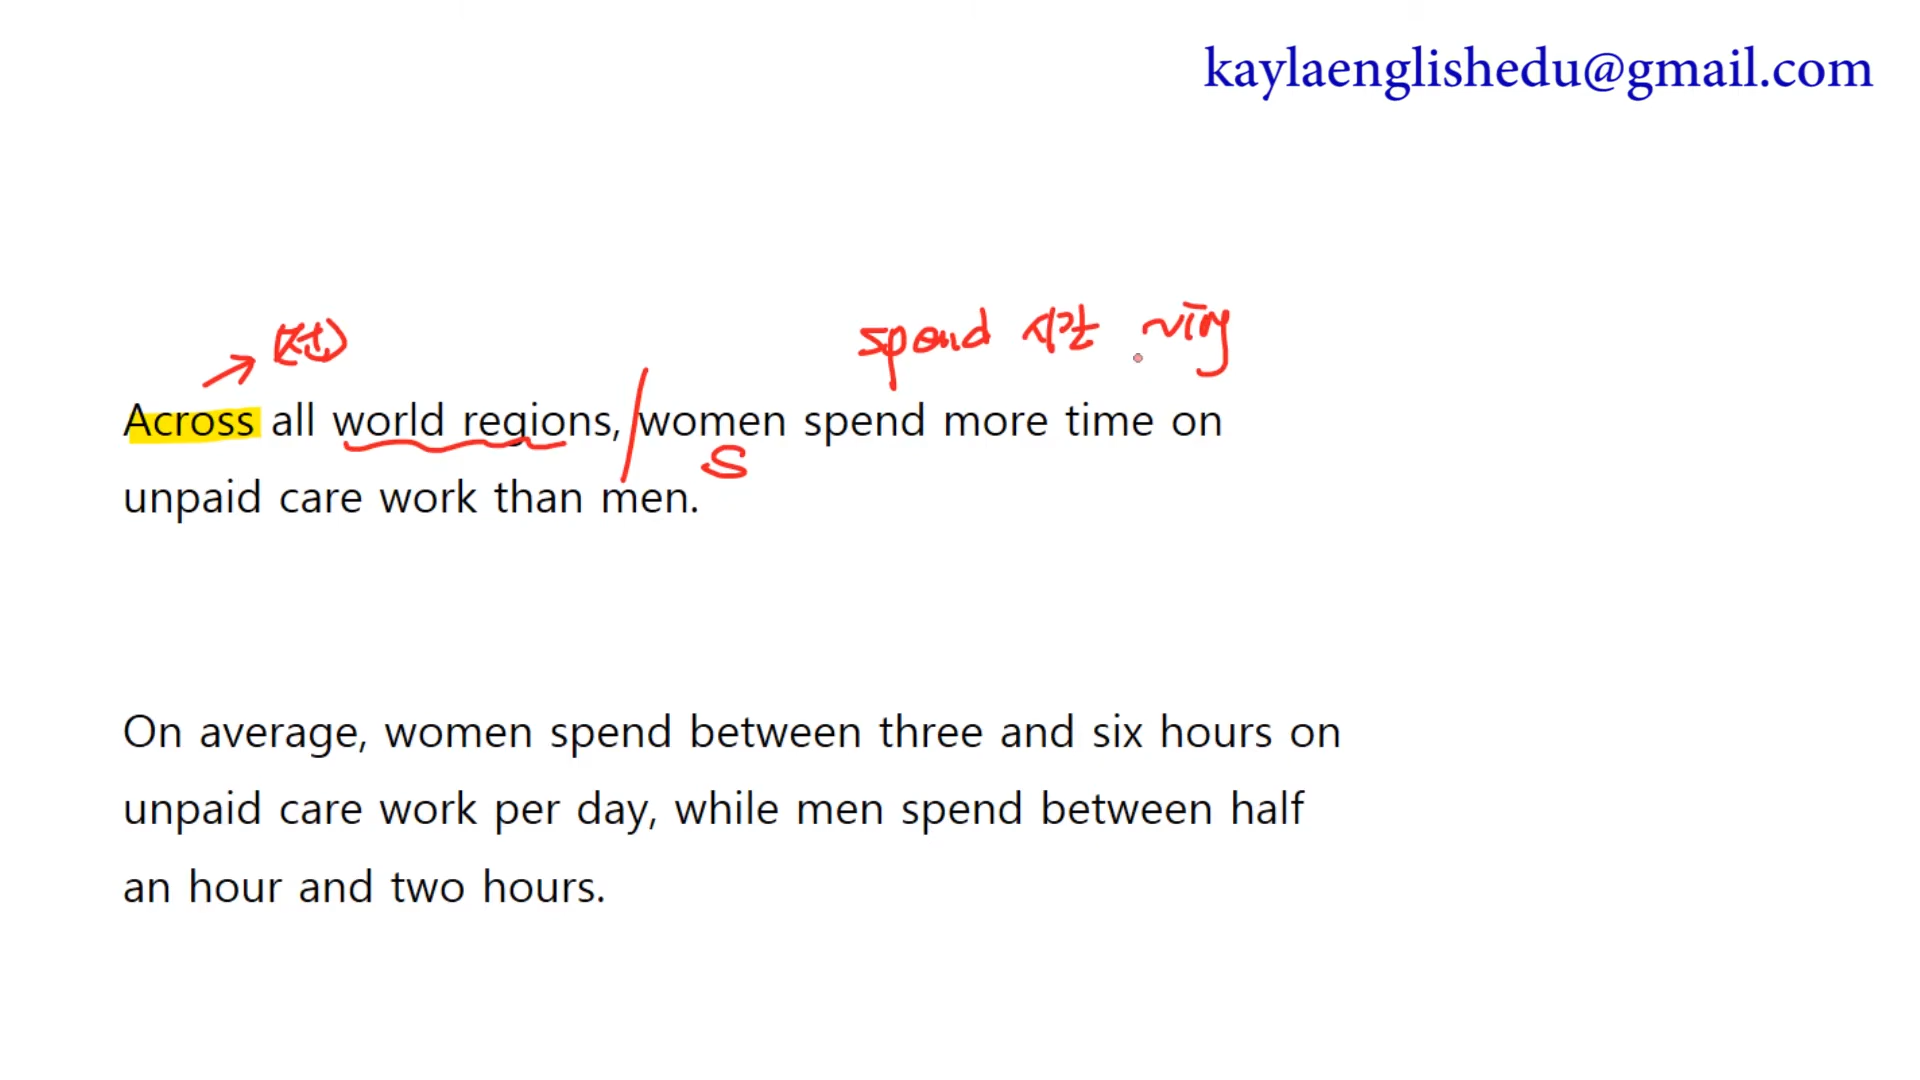 kaylaenglishedu@gmail.com
(전)
spend 시간 ~ing
Across all world regions, women spend more time on
S
unpaid care work than men.
On average, women spend between three and six hours on
unpaid care work per day, while men spend between half
an hour and two hours.